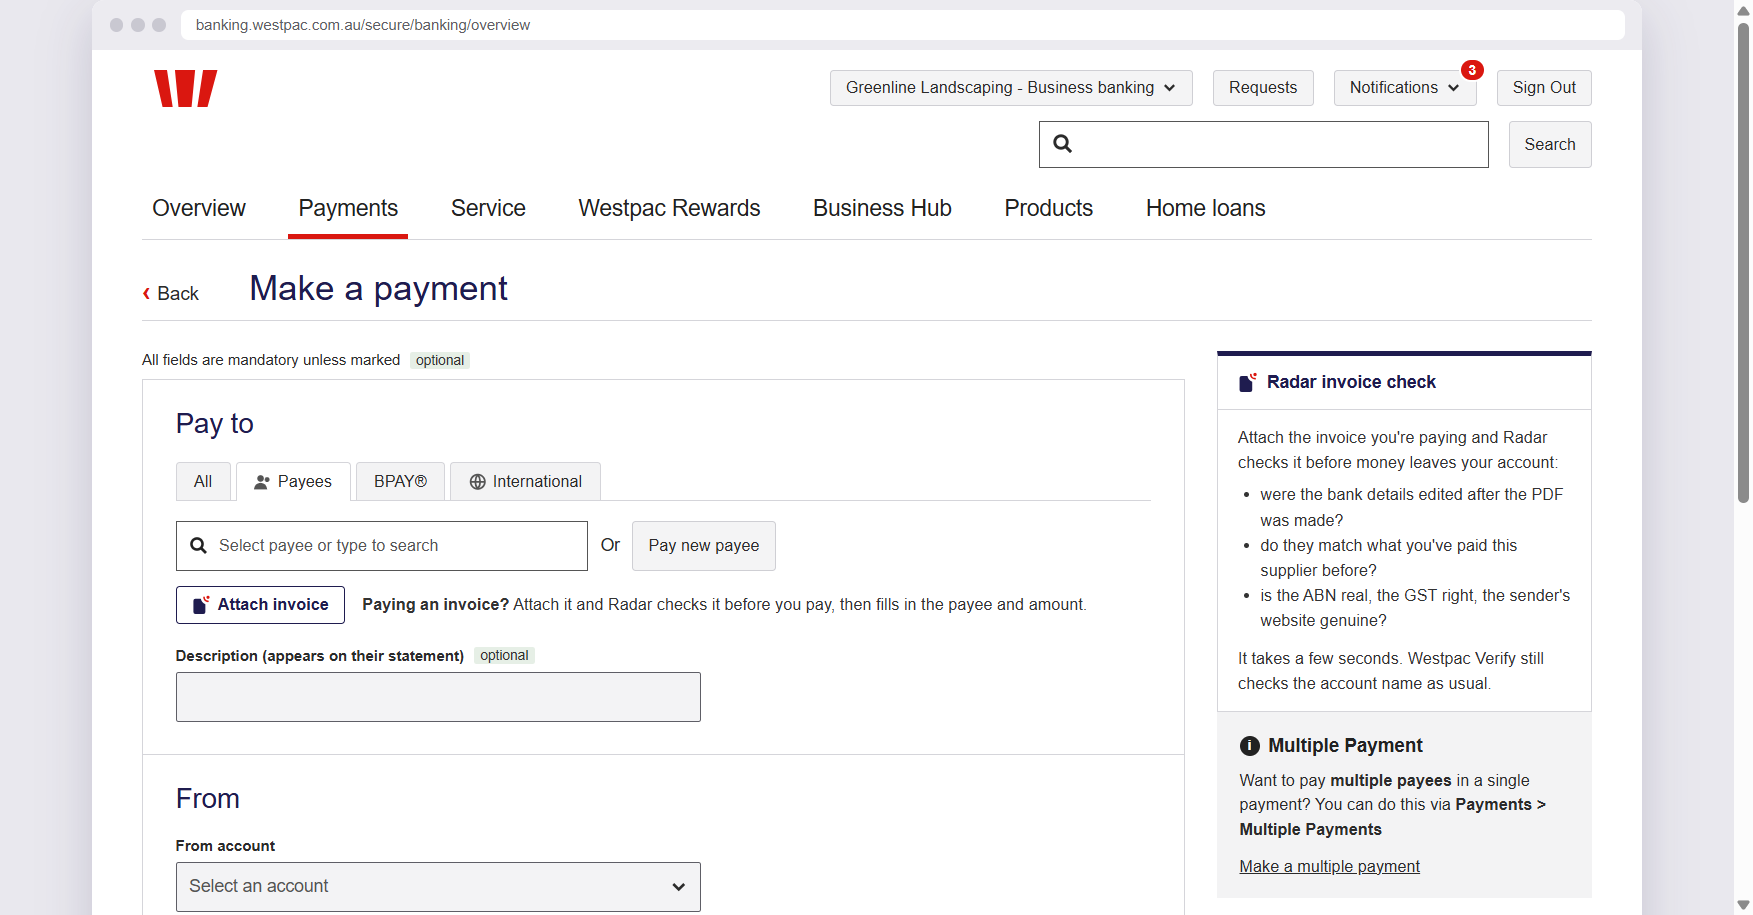 banking.westpac.com.au/secure/banking/overview
Greenline Landscaping - Business banking
Requests
Notifications
3
Sign Out
Search
Overview
Payments
Service
Westpac Rewards
Business Hub
Products
Home loans
Back
Make a payment
All fields are mandatory unless marked optional
Pay to
All
Payees
BPAY®
International
Select payee or type to search
Or
Pay new payee
Attach invoice
Paying an invoice? Attach it and Radar checks it before you pay, then fills in the payee and amount.
Description (appears on their statement) optional
From
From account
Select an account
Radar invoice check
Attach the invoice you're paying and Radar
checks it before money leaves your account:
• were the bank details edited after the PDF
was made?
• do they match what you've paid this
supplier before?
• is the ABN real, the GST right, the sender's
website genuine?
It takes a few seconds. Westpac Verify still
checks the account name as usual.
Multiple Payment
Want to pay multiple payees in a single
payment? You can do this via Payments >
Multiple Payments
Make a multiple payment